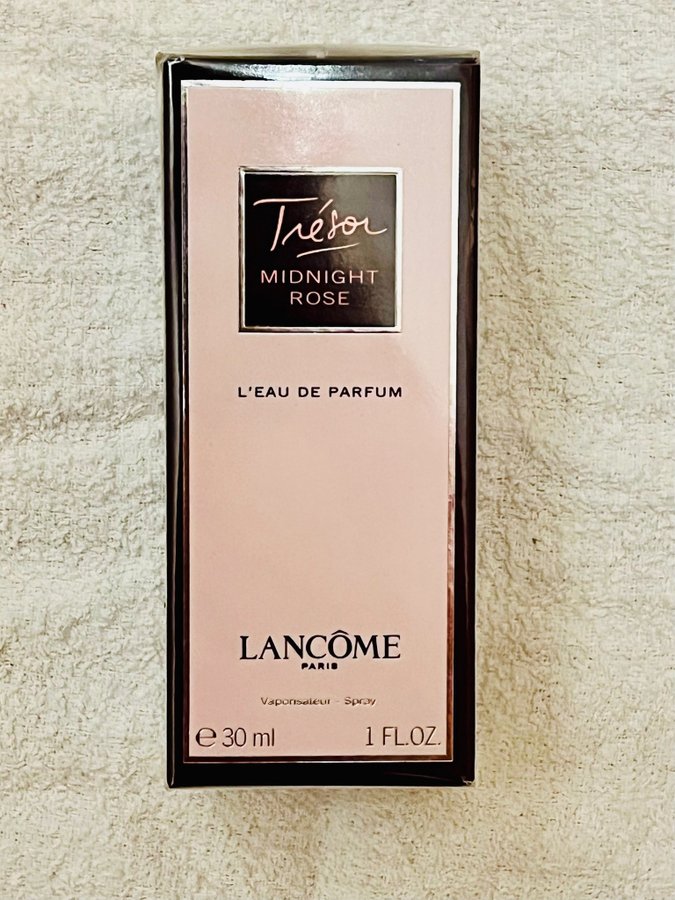 Trésor
MIDNIGHT
ROSE
L'EAU DE PARFUM
LANCÔME
PARIS
Vaporisateur - Spray
℮ 30 ml 1 FL.OZ.